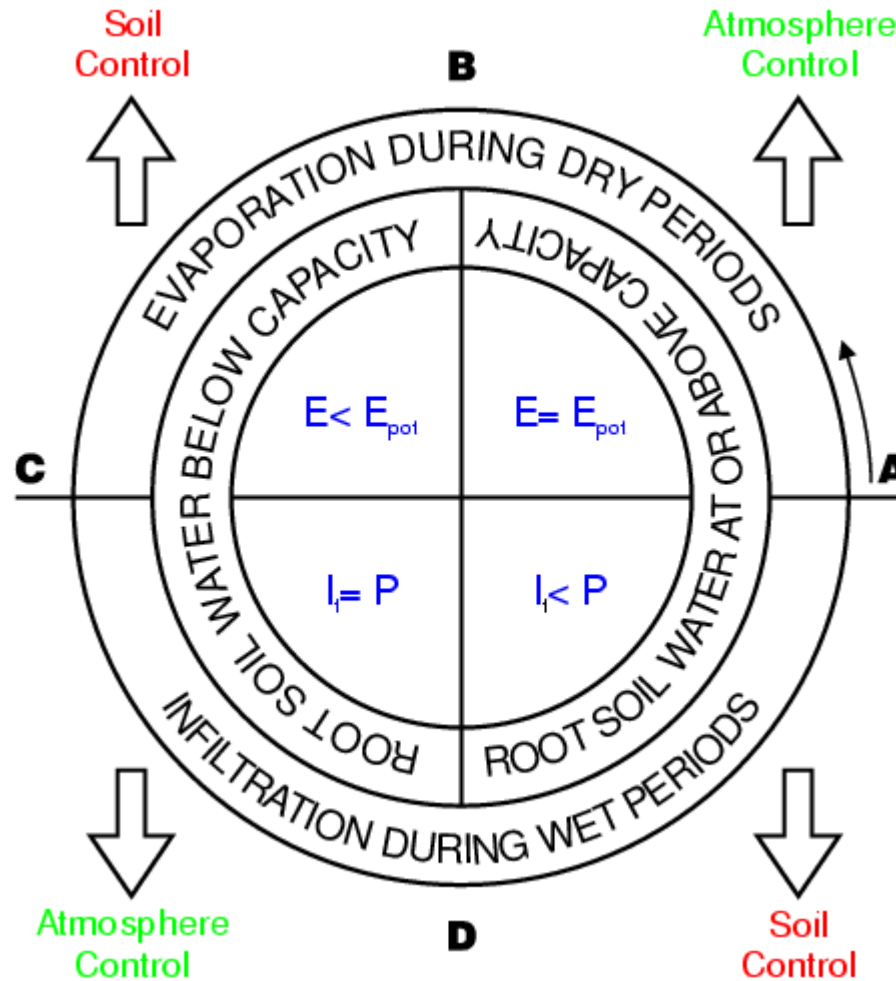 Soil
Control
Atmosphere
Control
B
EVAPORATION DURING DRY PERIODS
ROOT SOIL WATER BELOW CAPACITY
ROOT SOIL WATER AT OR ABOVE CAPACITY
E< Epot
E= Epot
C
A
It= P
It< P
INFILTRATION DURING WET PERIODS
Atmosphere
Control
D
Soil
Control